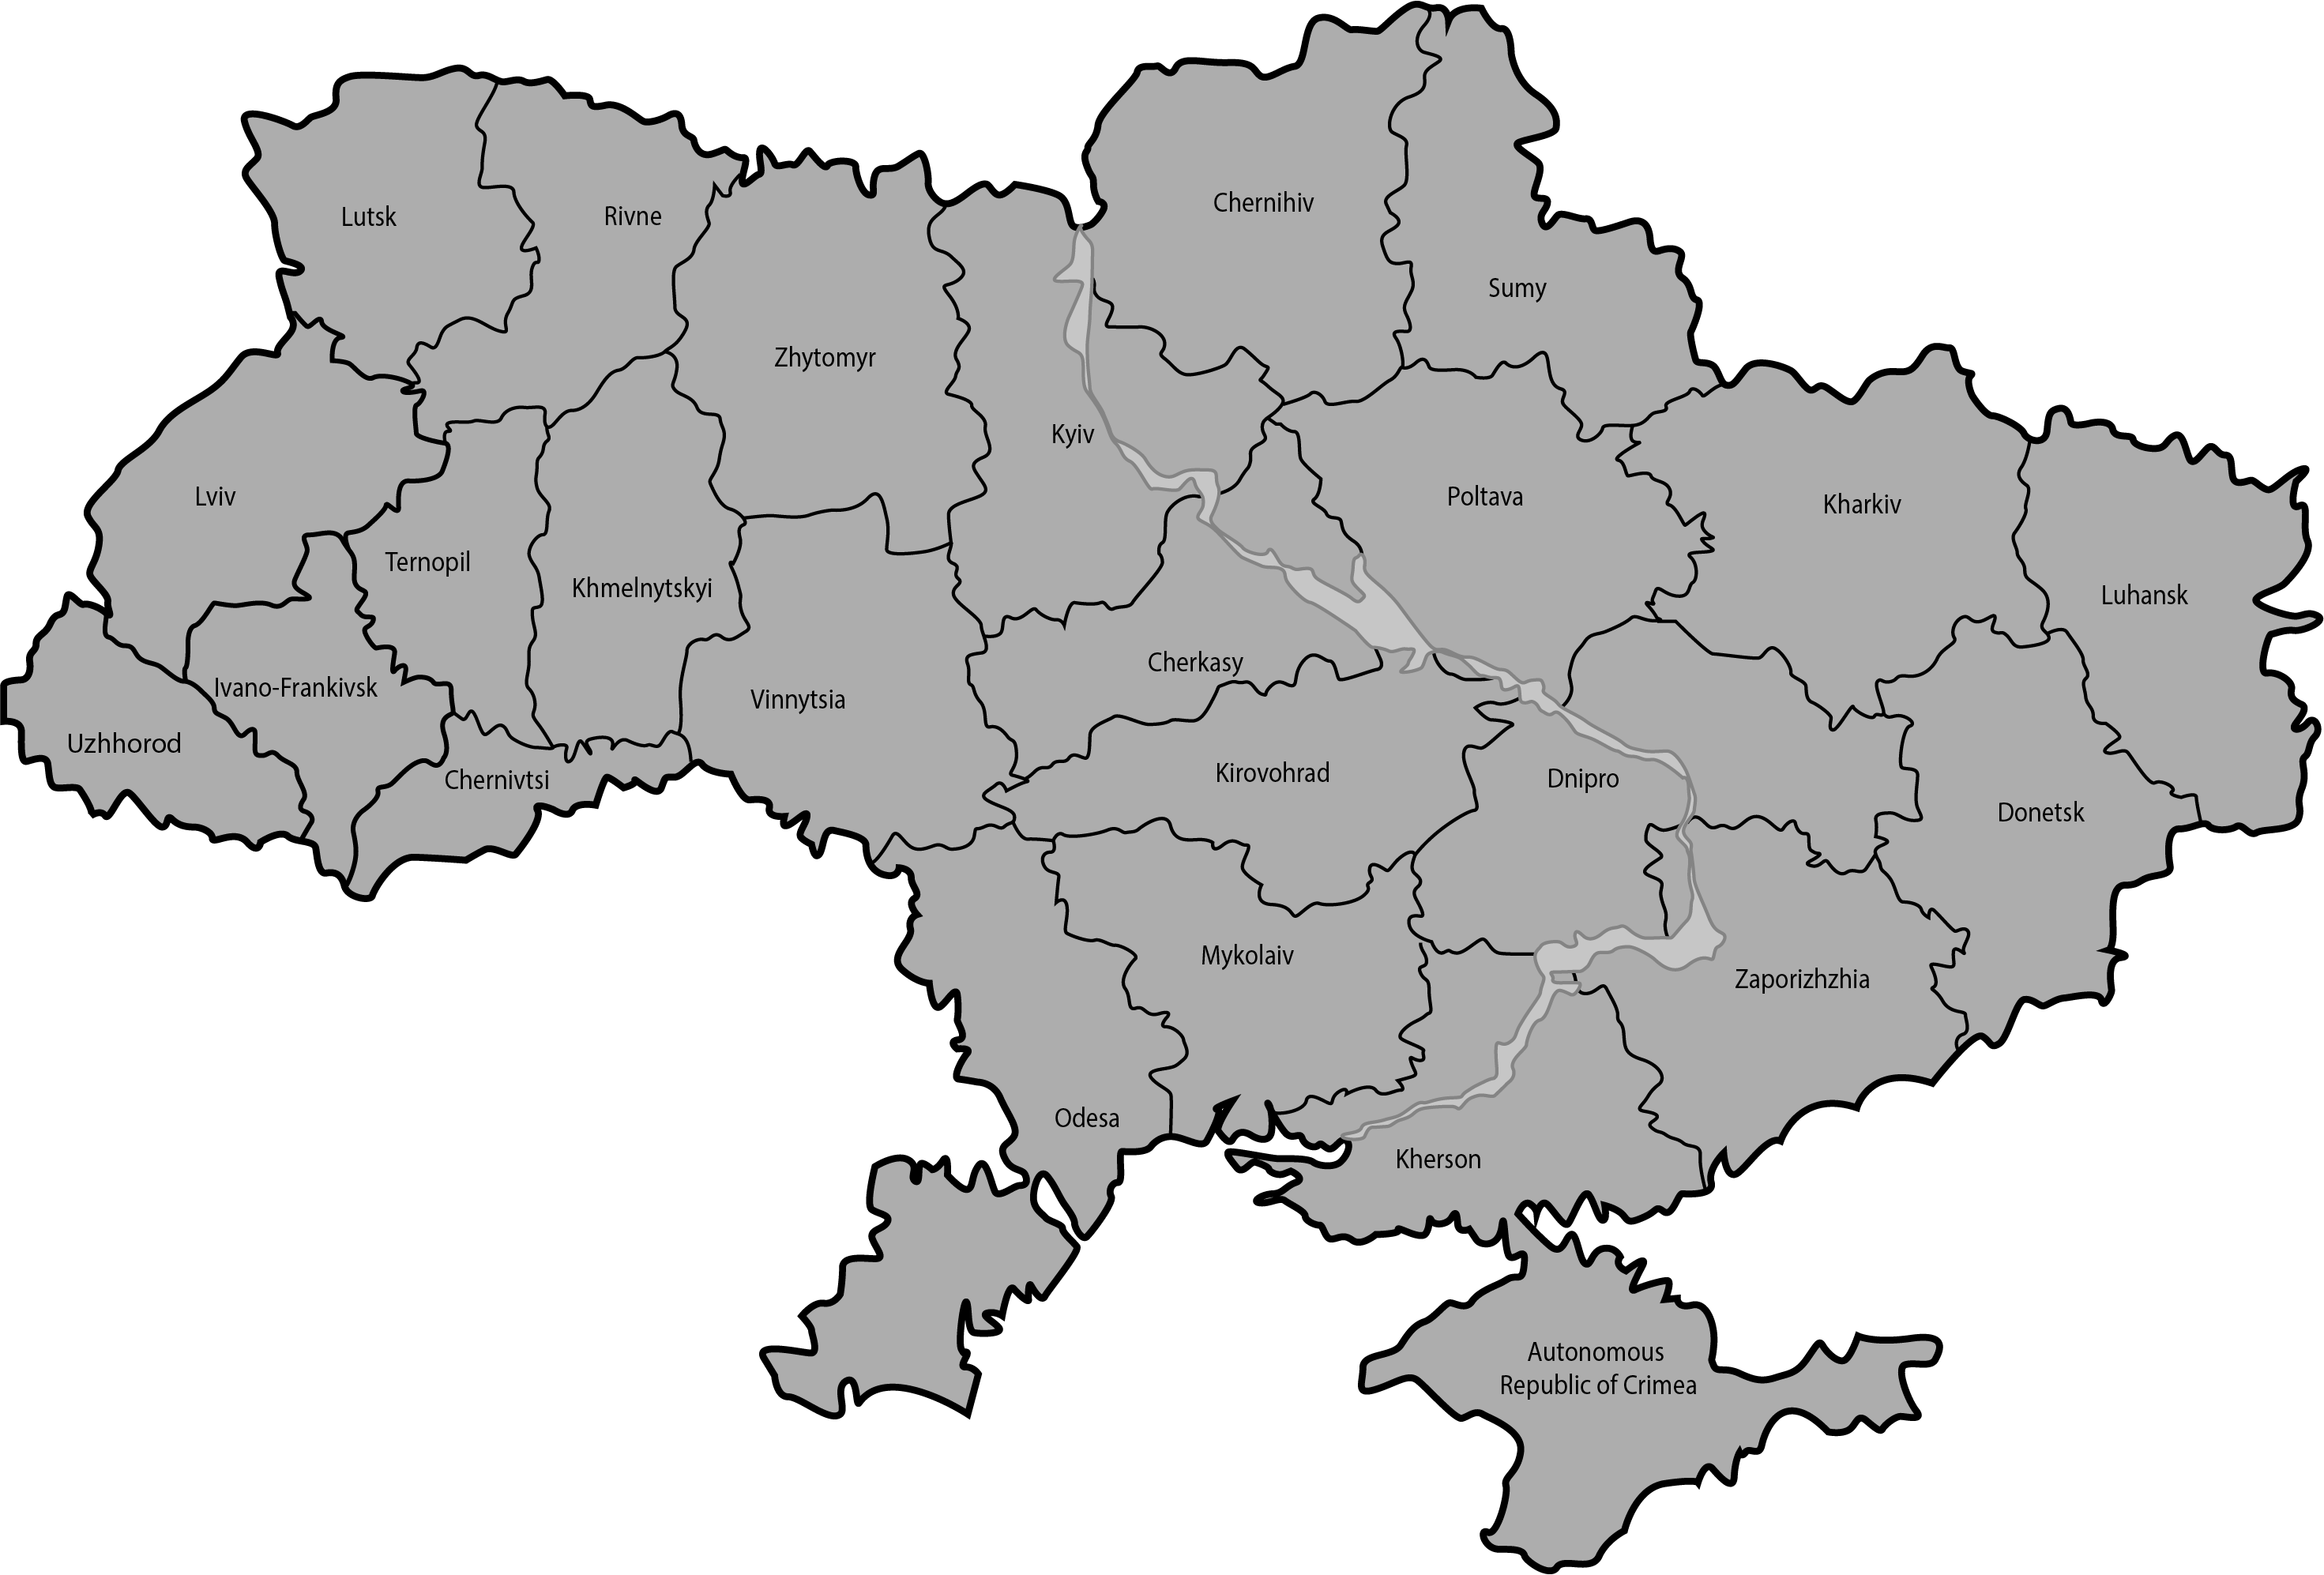 Chernihiv
Lutsk
Rivne
Sumy
Zhytomyr
Kyiv
Lviv
Poltava
Kharkiv
Ternopil
Khmelnytskyi
Luhansk
Cherkasy
Ivano-Frankivsk
Vinnytsia
Uzhhorod
Chernivtsi
Kirovohrad
Dnipro
Donetsk
Mykolaiv
Zaporizhzhia
Odesa
Kherson
Autonomous
Republic of Crimea